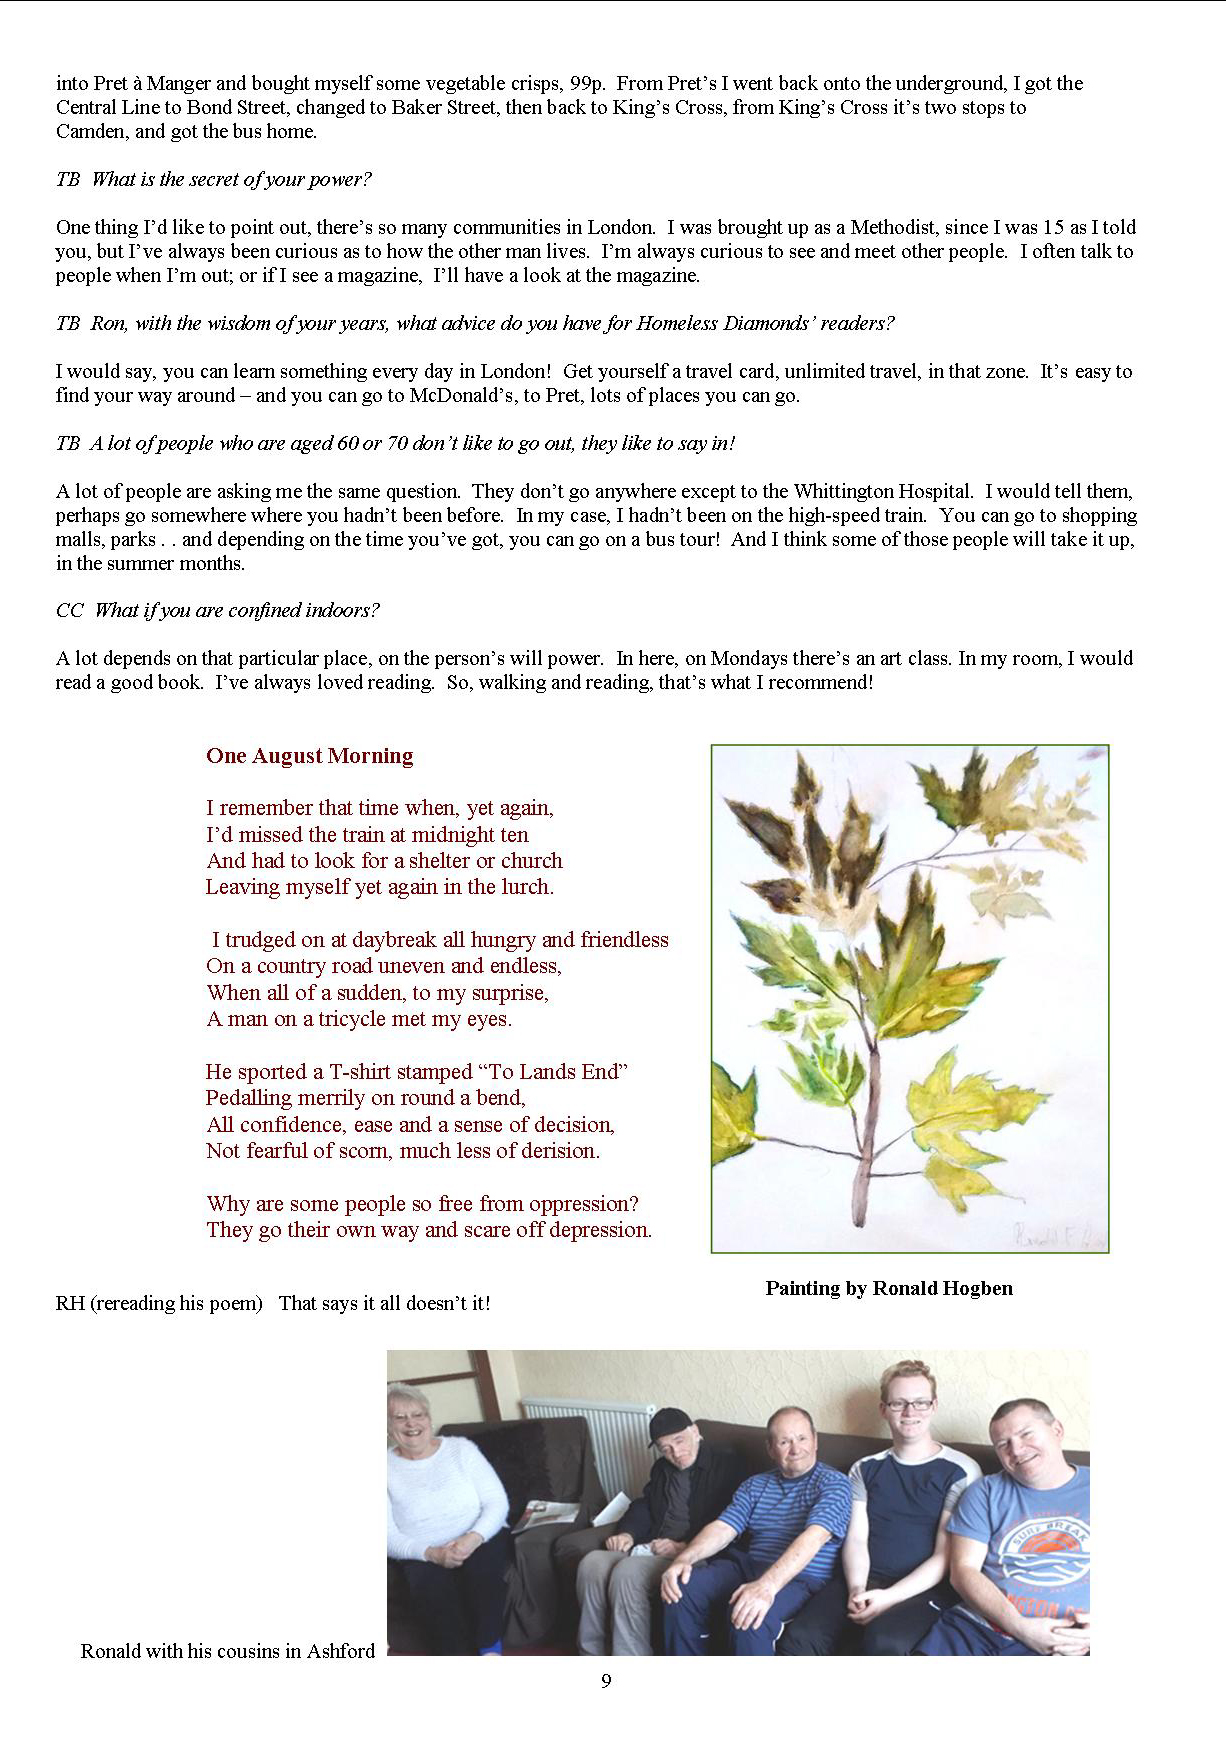 into Pret à Manger and bought myself some vegetable crisps, 99p.  From Pret’s I went back onto the underground, I got the
Central Line to Bond Street, changed to Baker Street, then back to King’s Cross, from King’s Cross it’s two stops to
Camden, and got the bus home.
TB  What is the secret of your power?
One thing I’d like to point out, there’s so many communities in London.  I was brought up as a Methodist, since I was 15 as I told
you, but I’ve always been curious as to how the other man lives.  I’m always curious to see and meet other people.  I often talk to
people when I’m out; or if I see a magazine,  I’ll have a look at the magazine.
TB  Ron, with the wisdom of your years, what advice do you have for Homeless Diamonds’ readers?
I would say, you can learn something every day in London!  Get yourself a travel card, unlimited travel, in that zone.  It’s easy to
find your way around – and you can go to McDonald’s, to Pret, lots of places you can go.
TB  A lot of people who are aged 60 or 70 don’t like to go out, they like to say in!
A lot of people are asking me the same question.  They don’t go anywhere except to the Whittington Hospital.  I would tell them,
perhaps go somewhere where you hadn’t been before.  In my case, I hadn’t been on the high-speed train.  You can go to shopping
malls, parks . . and depending on the time you’ve got, you can go on a bus tour!  And I think some of those people will take it up,
in the summer months.
CC  What if you are confined indoors?
A lot depends on that particular place, on the person’s will power.  In here, on Mondays there’s an art class. In my room, I would
read a good book.  I’ve always loved reading.  So, walking and reading, that’s what I recommend!
One August Morning
I remember that time when, yet again,
I’d missed the train at midnight ten
And had to look for a shelter or church
Leaving myself yet again in the lurch.
I trudged on at daybreak all hungry and friendless
On a country road uneven and endless,
When all of a sudden, to my surprise,
A man on a tricycle met my eyes.
He sported a T-shirt stamped “To Lands End”
Pedalling merrily on round a bend,
All confidence, ease and a sense of decision,
Not fearful of scorn, much less of derision.
Why are some people so free from oppression?
They go their own way and scare off depression.
Painting by Ronald Hogben
RH (rereading his poem)   That says it all doesn’t it!
SURF BREAK
Ronald with his cousins in Ashford
9